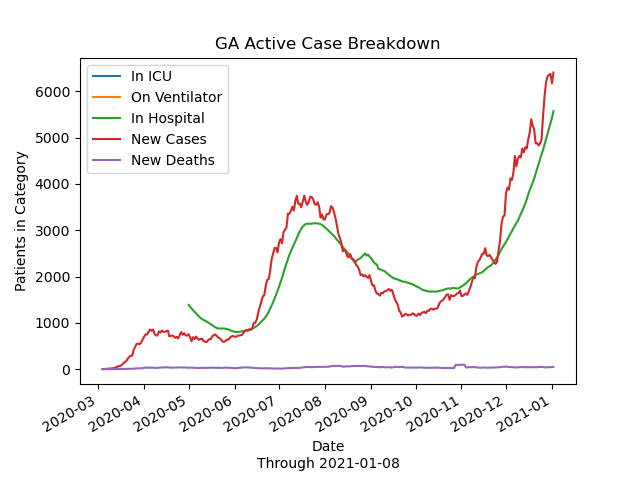 GA Active Case Breakdown
In ICU
On Ventilator
In Hospital
New Cases
New Deaths
Patients in Category
6000
5000
4000
3000
2000
1000
0
2020-03
2020-04
2020-05
2020-06
2020-07
2020-08
2020-09
2020-10
2020-11
2020-12
2021-01
Date
Through 2021-01-08